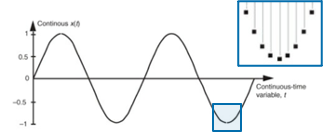 Continous x(t)
1
0.5
0
−0.5
−1
Continuous-time
variable, t